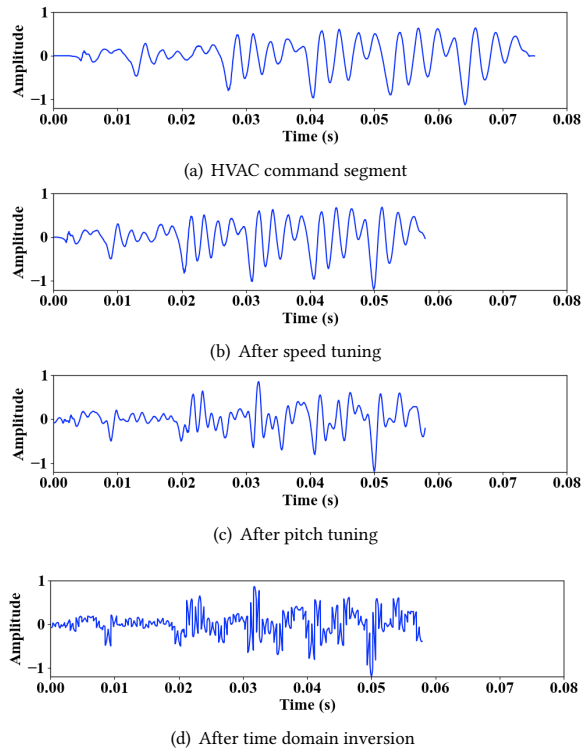 1
0
−1
Amplitude
0.00 0.01 0.02 0.03 0.04 0.05 0.06 0.07 0.08
Time (s)
(a) HVAC command segment
1
0
−1
Amplitude
0.00 0.01 0.02 0.03 0.04 0.05 0.06 0.07 0.08
Time (s)
(b) After speed tuning
1
0
−1
Amplitude
0.00 0.01 0.02 0.03 0.04 0.05 0.06 0.07 0.08
Time (s)
(c) After pitch tuning
1
0
−1
Amplitude
0.00 0.01 0.02 0.03 0.04 0.05 0.06 0.07 0.08
Time (s)
(d) After time domain inversion